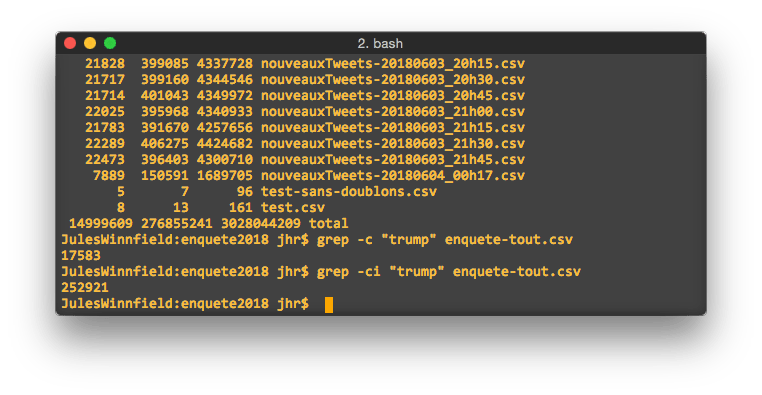 2. bash
21828 399085 4337728 nouveauxTweets-20180603_20h15.csv
21717 399160 4344546 nouveauxTweets-20180603_20h30.csv
21714 401043 4349972 nouveauxTweets-20180603_20h45.csv
22025 395968 4340933 nouveauxTweets-20180603_21h00.csv
21783 391670 4257656 nouveauxTweets-20180603_21h15.csv
22289 406275 4424682 nouveauxTweets-20180603_21h30.csv
22473 396403 4300710 nouveauxTweets-20180603_21h45.csv
7889 150591 1689705 nouveauxTweets-20180604_00h17.csv
5 7 96 test-sans-doublons.csv
8 13 161 test.csv
14999609 276855241 3028044209 total
JulesWinnfield:enquete2018 jhr$ grep -c "trump" enquete-tout.csv
17583
JulesWinnfield:enquete2018 jhr$ grep -ci "trump" enquete-tout.csv
252921
JulesWinnfield:enquete2018 jhr$